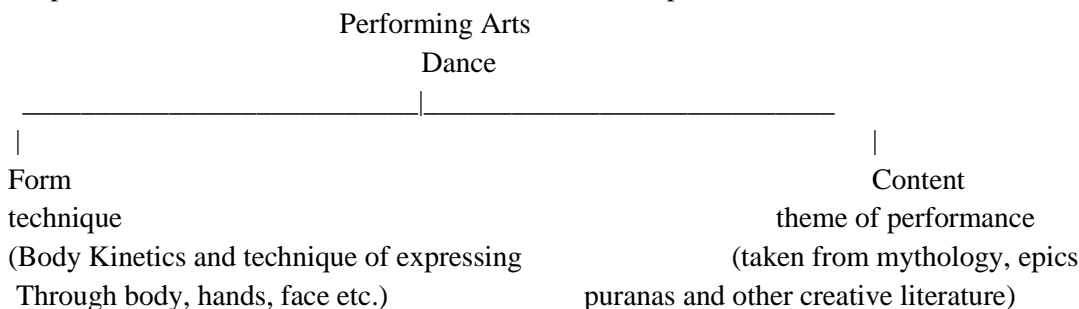 Performing Arts
Dance
Form Content
technique theme of performance
(Body Kinetics and technique of expressing (taken from mythology, epics
Through body, hands, face etc.) puranas and other creative literature)